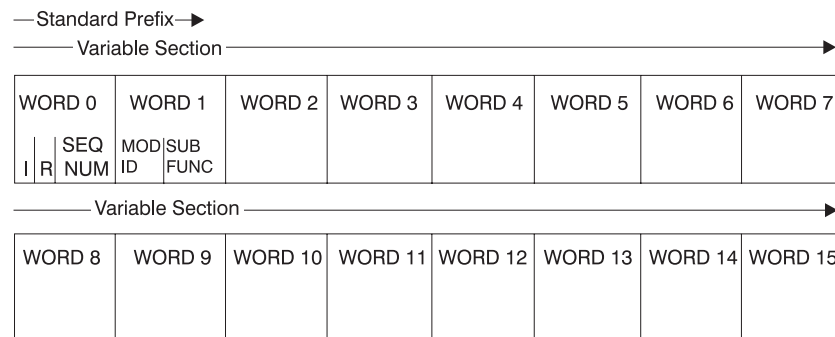 Standard Prefix
Variable Section
WORD 0 WORD 1 WORD 2 WORD 3 WORD 4 WORD 5 WORD 6 WORD 7
SEQ MOD SUB
I R NUM ID FUNC
Variable Section
WORD 8 WORD 9 WORD 10 WORD 11 WORD 12 WORD 13 WORD 14 WORD 15